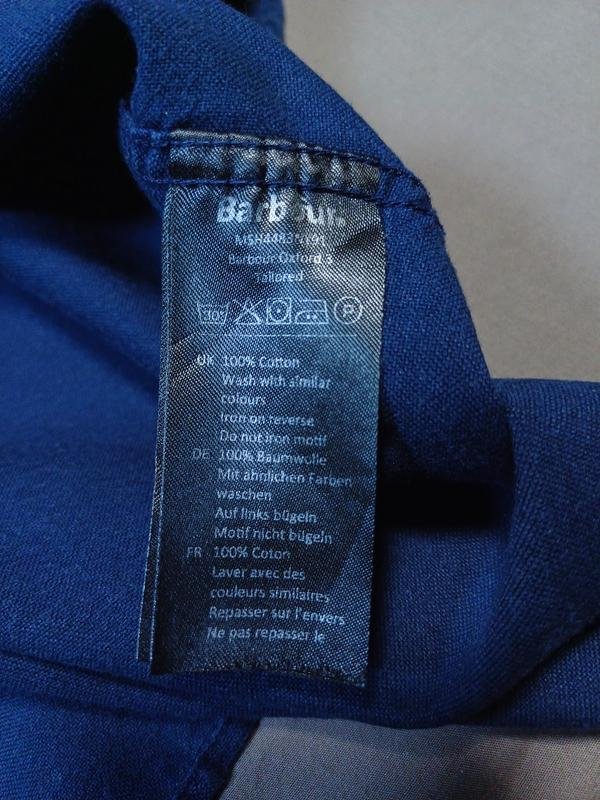 Barbour.
Barbour Oxford 3
Tailored
30°
P
UK 100% Cotton
Wash with similar
colours
Iron on reverse
Do not iron motif
DE 100% Baumwolle
Mit ähnlichen Farben
waschen
Auf links bügeln
Motif nicht bügeln
FR 100% Coton
Laver avec des
couleurs similaires
Repasser sur l'envers
Ne pas repasser le